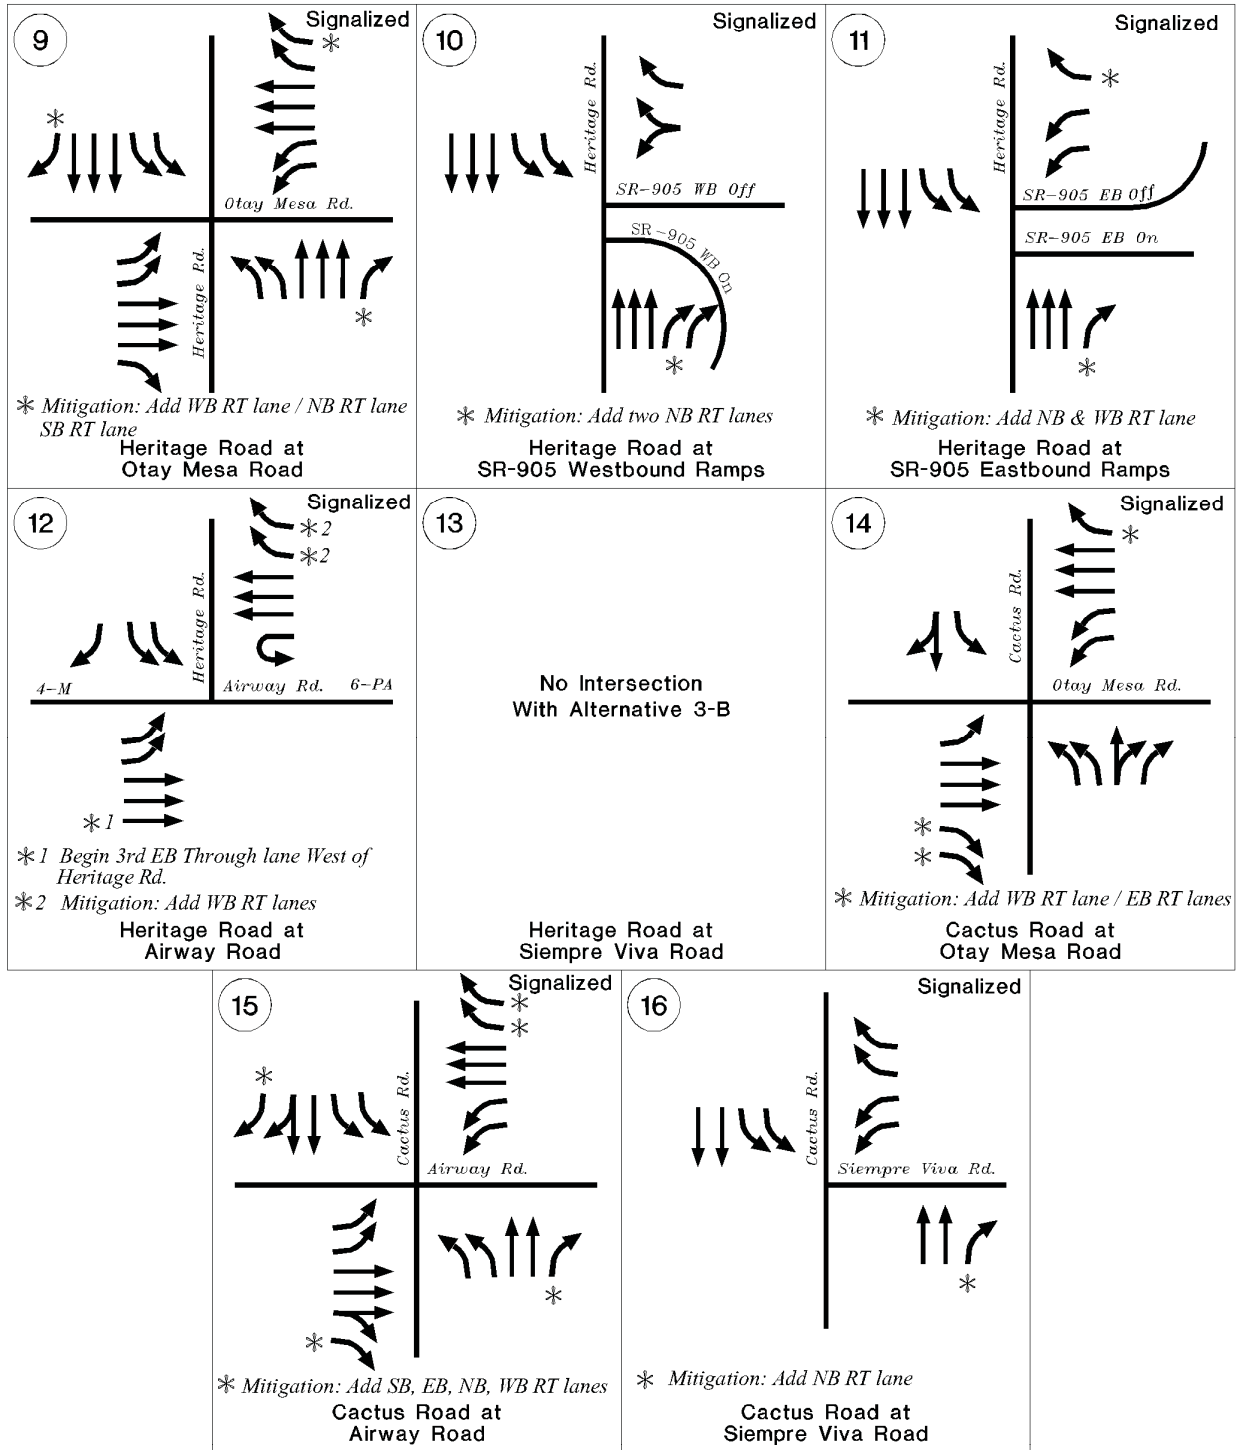 9
Signalized
Heritage Rd.
Otay Mesa Rd.
* Mitigation: Add WB RT lane / NB RT lane
SB RT lane
Heritage Road at
Otay Mesa Road
10
Signalized
Heritage Rd.
SR-905 WB Off
SR-905 WB On
* Mitigation: Add two NB RT lanes
Heritage Road at
SR-905 Westbound Ramps
11
Signalized
Heritage Rd.
SR-905 EB Off
SR-905 EB On
* Mitigation: Add NB & WB RT lane
Heritage Road at
SR-905 Eastbound Ramps
12
Signalized
*2
*2
Heritage Rd.
4-M
Airway Rd.
6-PA
*1
*1 Begin 3rd EB Through lane West of
Heritage Rd.
*2 Mitigation: Add WB RT lanes
Heritage Road at
Airway Road
13
No Intersection
With Alternative 3-B
Heritage Road at
Siempre Viva Road
14
Signalized
Cactus Rd.
Otay Mesa Rd.
* Mitigation: Add WB RT lane / EB RT lanes
Cactus Road at
Otay Mesa Road
15
Signalized
Cactus Rd.
Airway Rd.
* Mitigation: Add SB, EB, NB, WB RT lanes
Cactus Road at
Airway Road
16
Signalized
Cactus Rd.
Siempre Viva Rd.
* Mitigation: Add NB RT lane
Cactus Road at
Siempre Viva Road